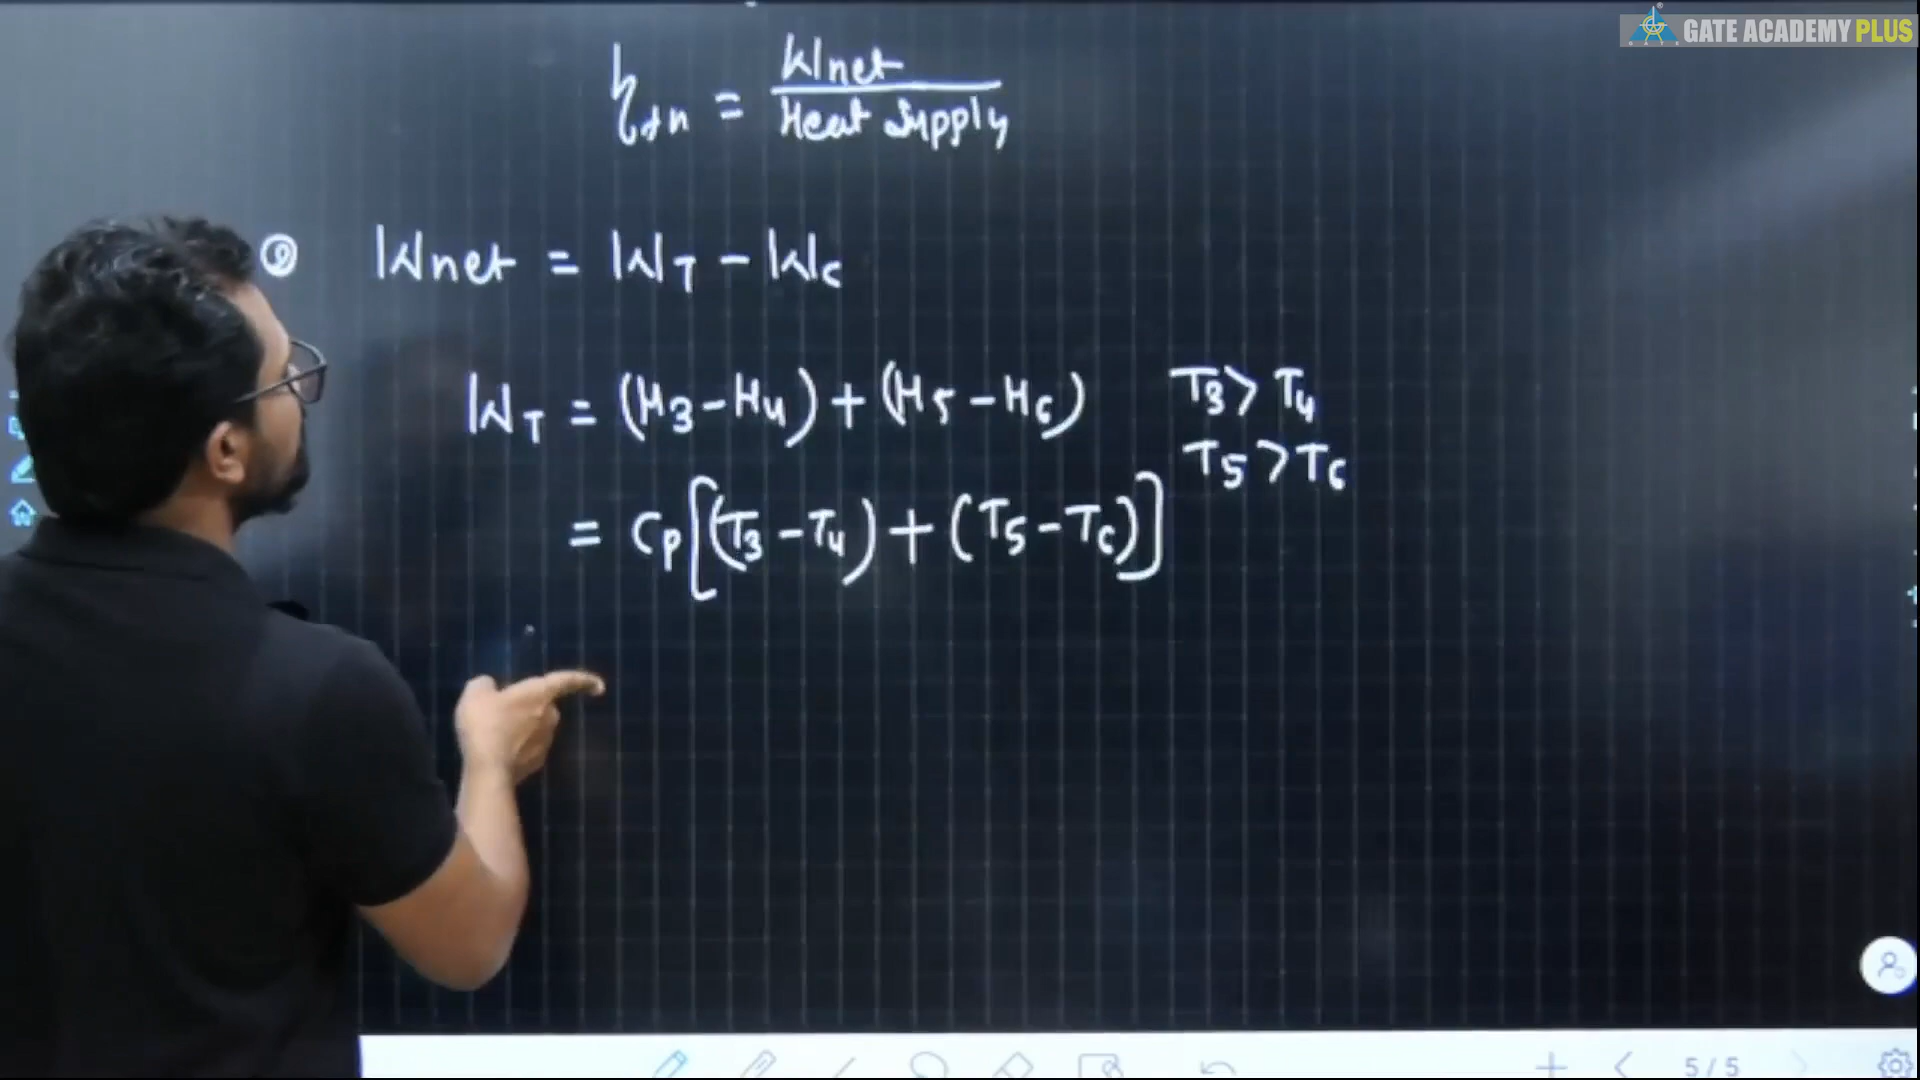 GATE ACADEMY PLUS
GATE
ηth = Wnet / Heat Supply
Wnet = WT - Wc
WT = (H3 - H4) + (H5 - H6)
T3 > T4
T5 > T6
= Cp[(T3 - T4) + (T5 - T6)]
5 / 5